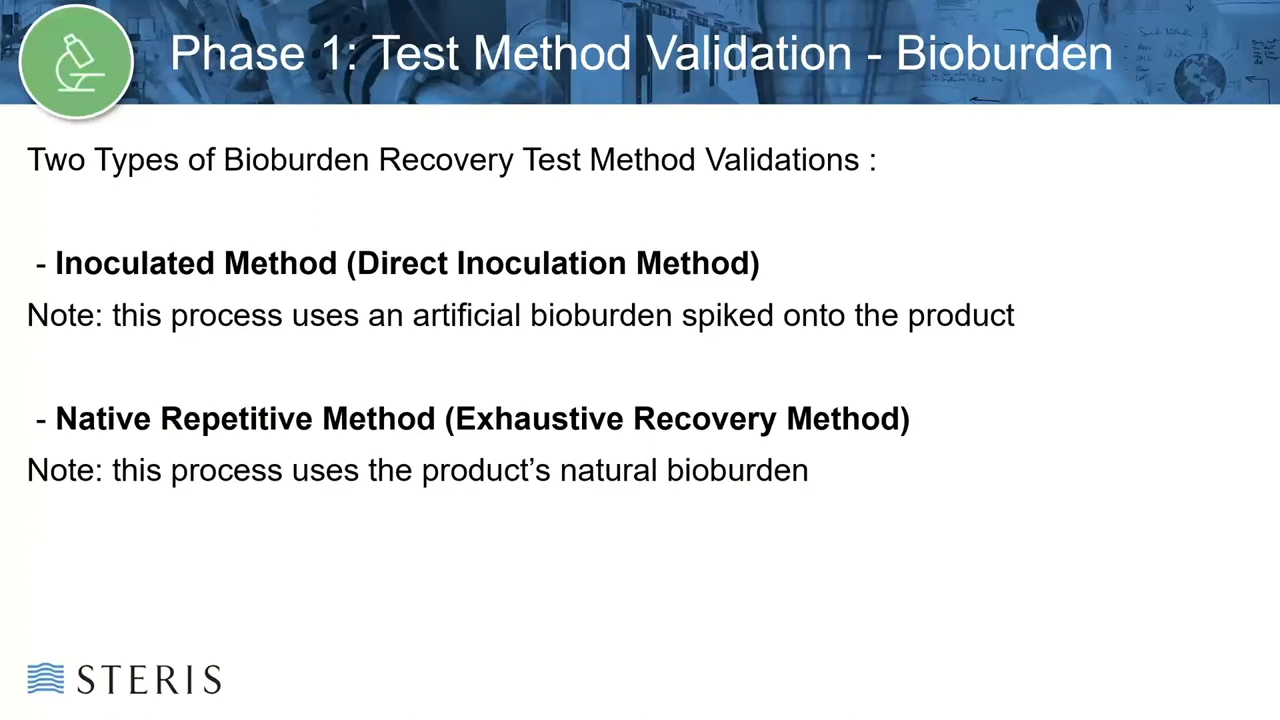 Phase 1: Test Method Validation - Bioburden
Two Types of Bioburden Recovery Test Method Validations :
- Inoculated Method (Direct Inoculation Method)
Note: this process uses an artificial bioburden spiked onto the product
- Native Repetitive Method (Exhaustive Recovery Method)
Note: this process uses the product’s natural bioburden
STERIS